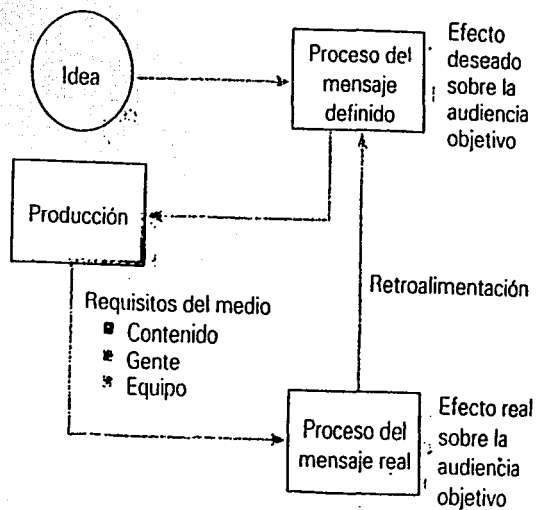 Idea
Proceso del
mensaje
definido
Efecto
deseado
sobre la
audiencia
objetivo
Producción
Retroalimentación
Requisitos del medio
Contenido
Gente
Equipo
Proceso del
mensaje real
Efecto real
sobre la
audiencia
objetivo